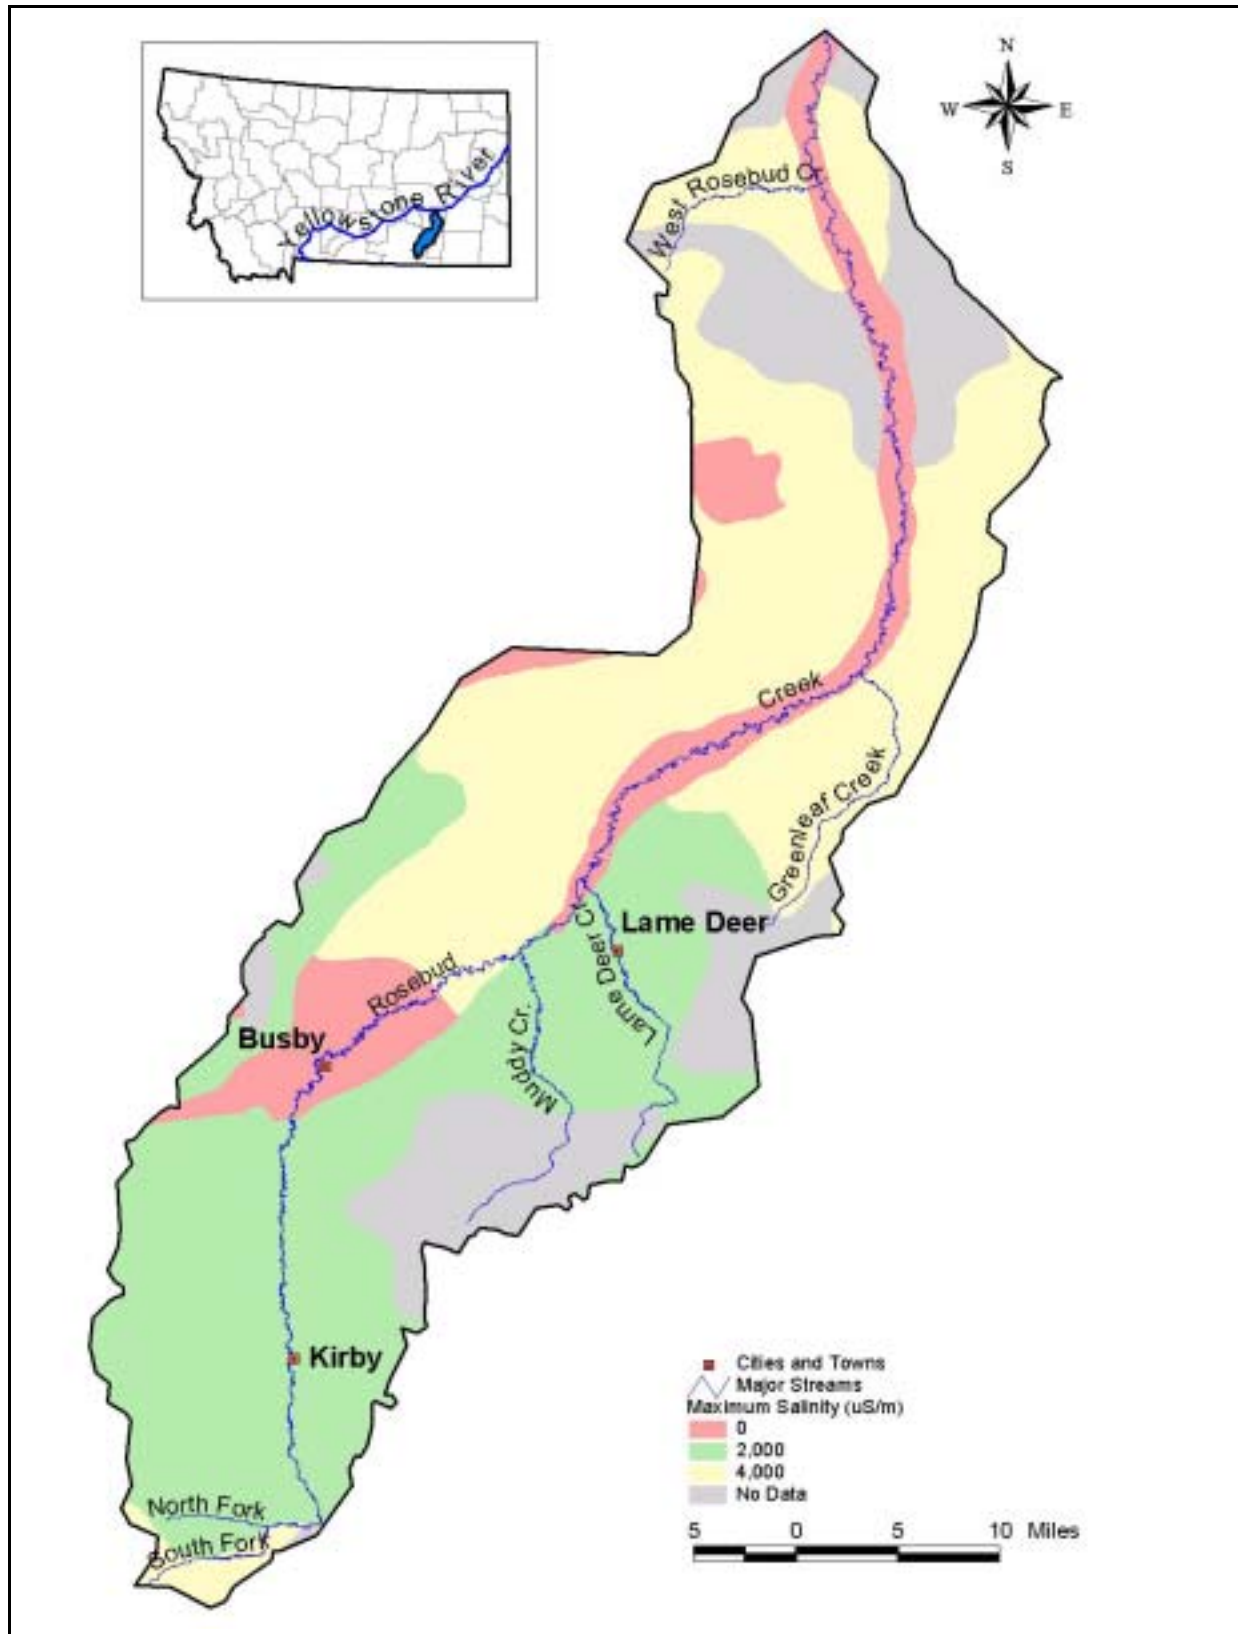 N
W E
S
Yellowstone River
West Rosebud Cr.
Creek
Greenleaf Creek
Lame Deer
Lame Deer Cr.
Rosebud
Busby
Muddy Cr.
Kirby
North Fork
South Fork
Cities and Towns
Major Streams
Maximum Salinity (uS/m)
0
2,000
4,000
No Data
5 0 5 10 Miles